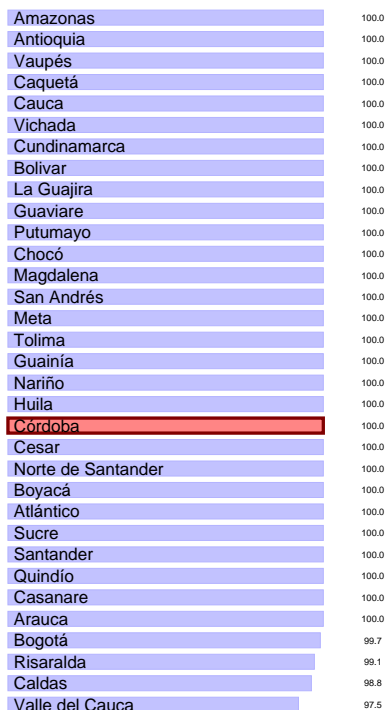 Amazonas 100.0
Antioquia 100.0
Vaupés 100.0
Caquetá 100.0
Cauca 100.0
Vichada 100.0
Cundinamarca 100.0
Bolivar 100.0
La Guajira 100.0
Guaviare 100.0
Putumayo 100.0
Chocó 100.0
Magdalena 100.0
San Andrés 100.0
Meta 100.0
Tolima 100.0
Guainía 100.0
Nariño 100.0
Huila 100.0
Córdoba 100.0
Cesar 100.0
Norte de Santander 100.0
Boyacá 100.0
Atlántico 100.0
Sucre 100.0
Santander 100.0
Quindío 100.0
Casanare 100.0
Arauca 100.0
Bogotá 99.7
Risaralda 99.1
Caldas 98.8
Valle del Cauca 97.5